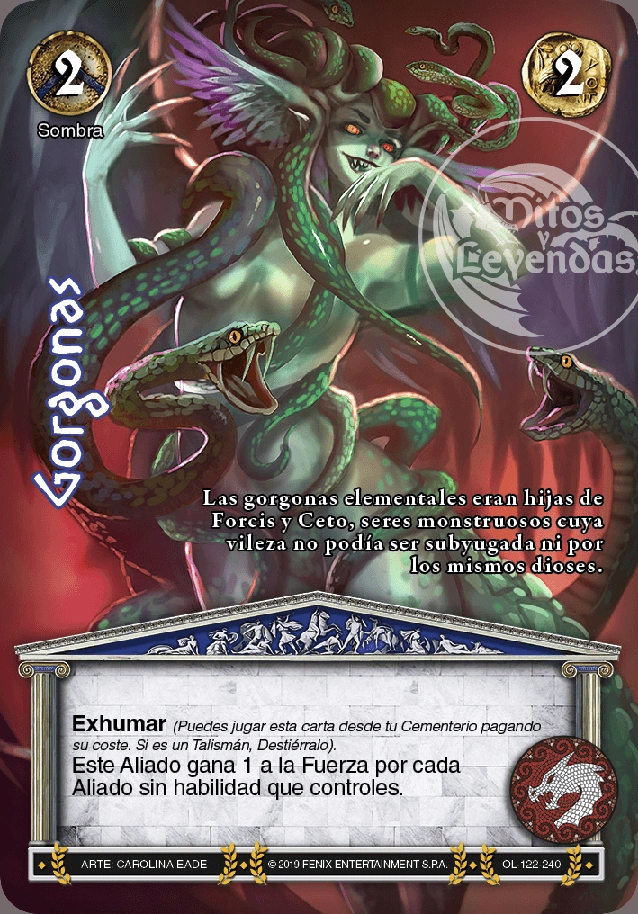 2
2
Sombra
Mitos
y
Leyendas
Gorgonas
Las gorgonas elementales eran hijas de
Forcis y Ceto, seres monstruosos cuya
vileza no podía ser subyugada ni por
los mismos dioses.
Exhumar (Puedes jugar esta carta desde tu Cementerio pagando
su coste. Si es un Talismán, Destiérralo).
Este Aliado gana 1 a la Fuerza por cada
Aliado sin habilidad que controles.
ARTE: CAROLINA EADE
© 2019 FENIX ENTERTAINMENT S.P.A.
OL-122-240